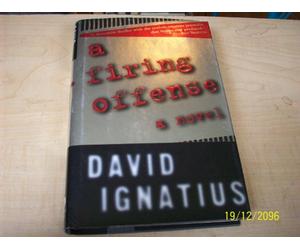 a
firing
offense
a novel
DAVID
IGNATIUS
19/12/2096